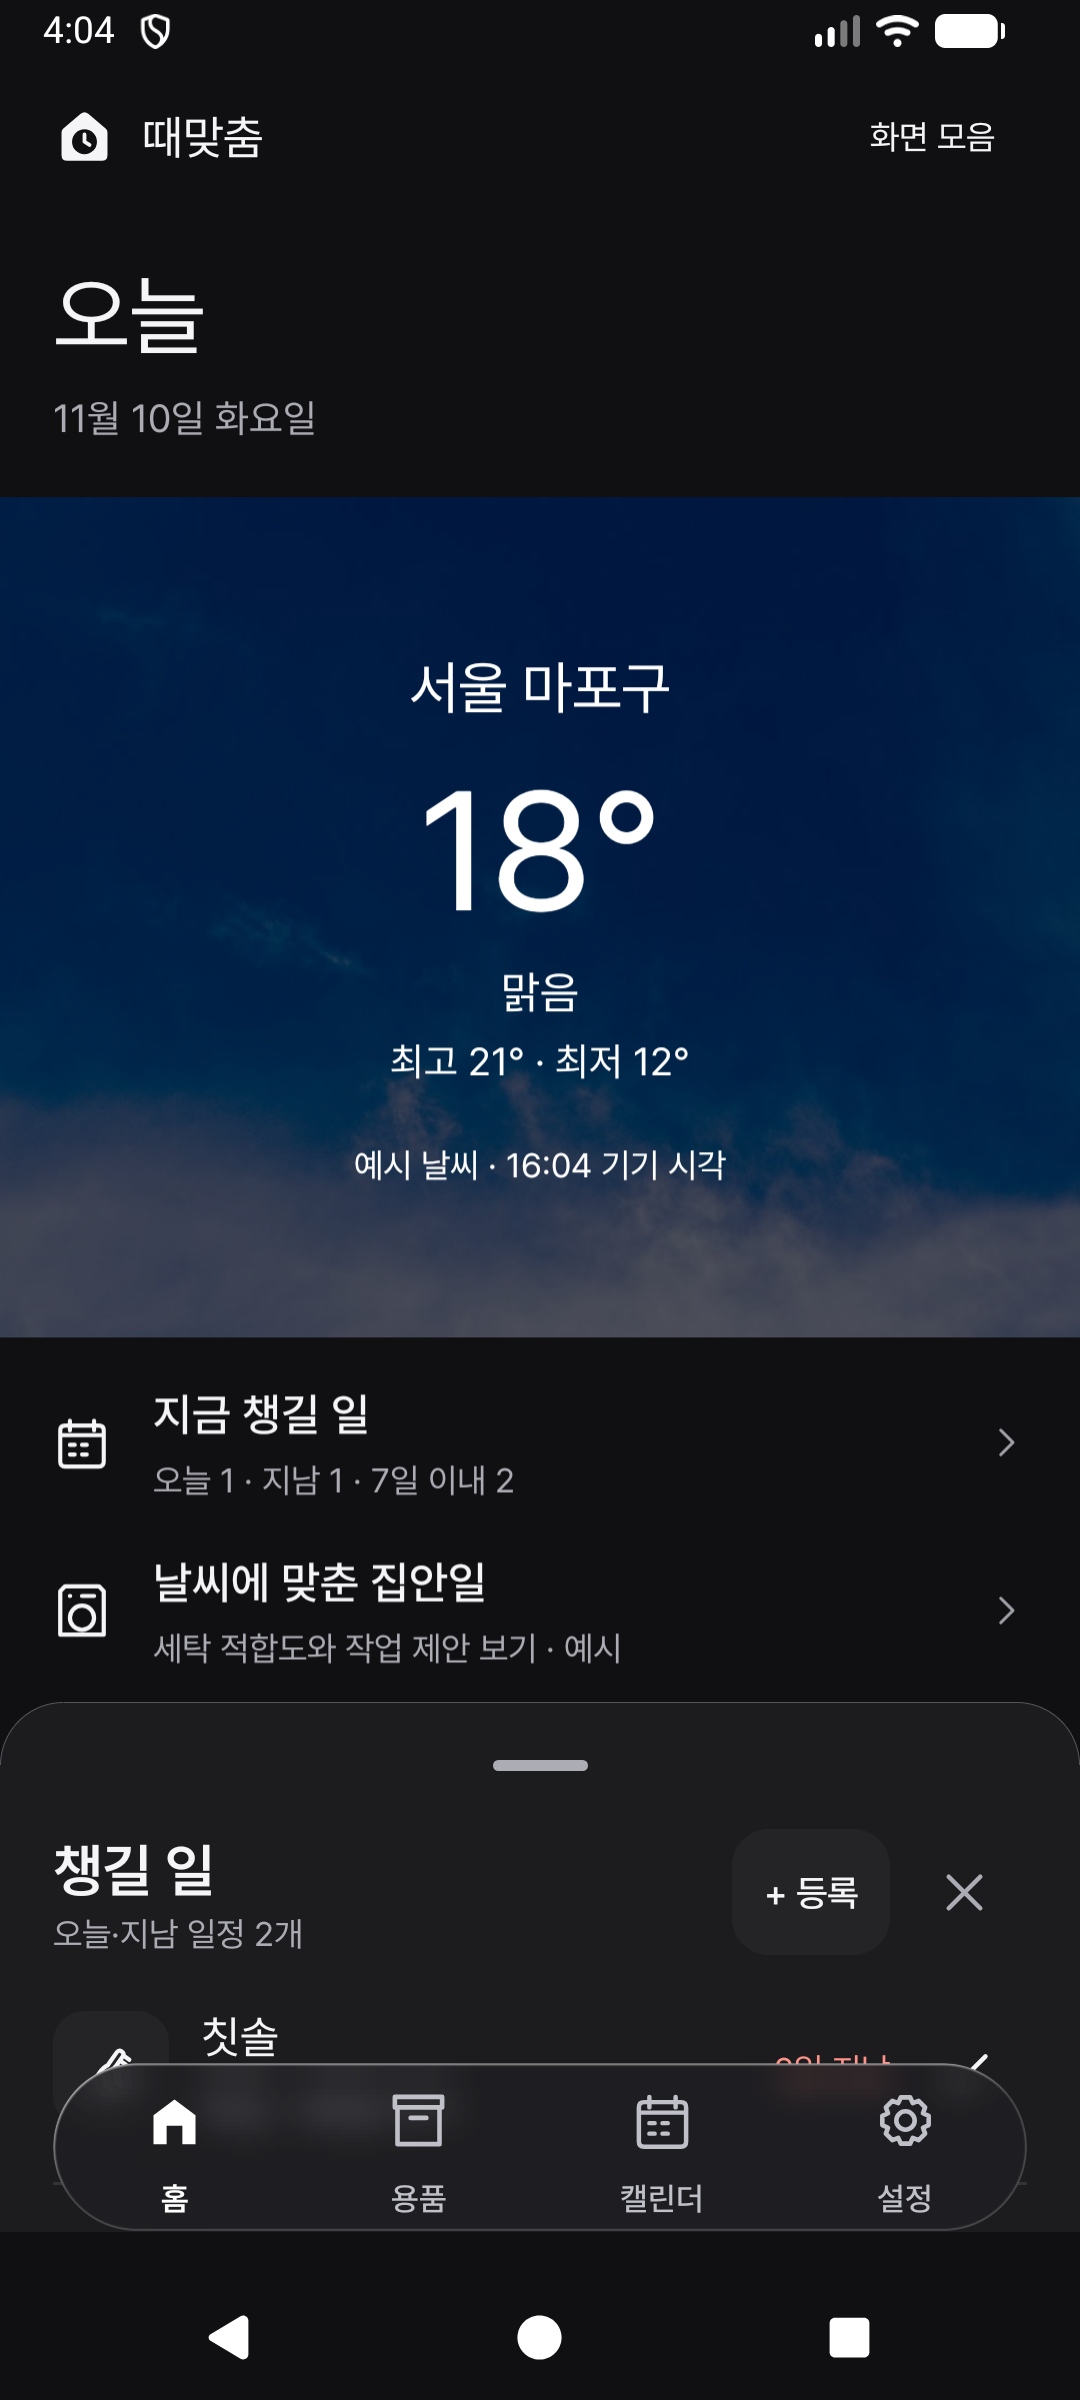 4:04
때맞춤
화면 모음
오늘
11월 10일 화요일
서울 마포구
18°
맑음
최고 21° · 최저 12°
예시 날씨 · 16:04 기기 시각
지금 챙길 일
오늘 1 · 지남 1 · 7일 이내 2
날씨에 맞춘 집안일
세탁 적합도와 작업 제안 보기 · 예시
챙길 일
+ 등록
오늘·지남 일정 2개
칫솔
홈
용품
캘린더
설정